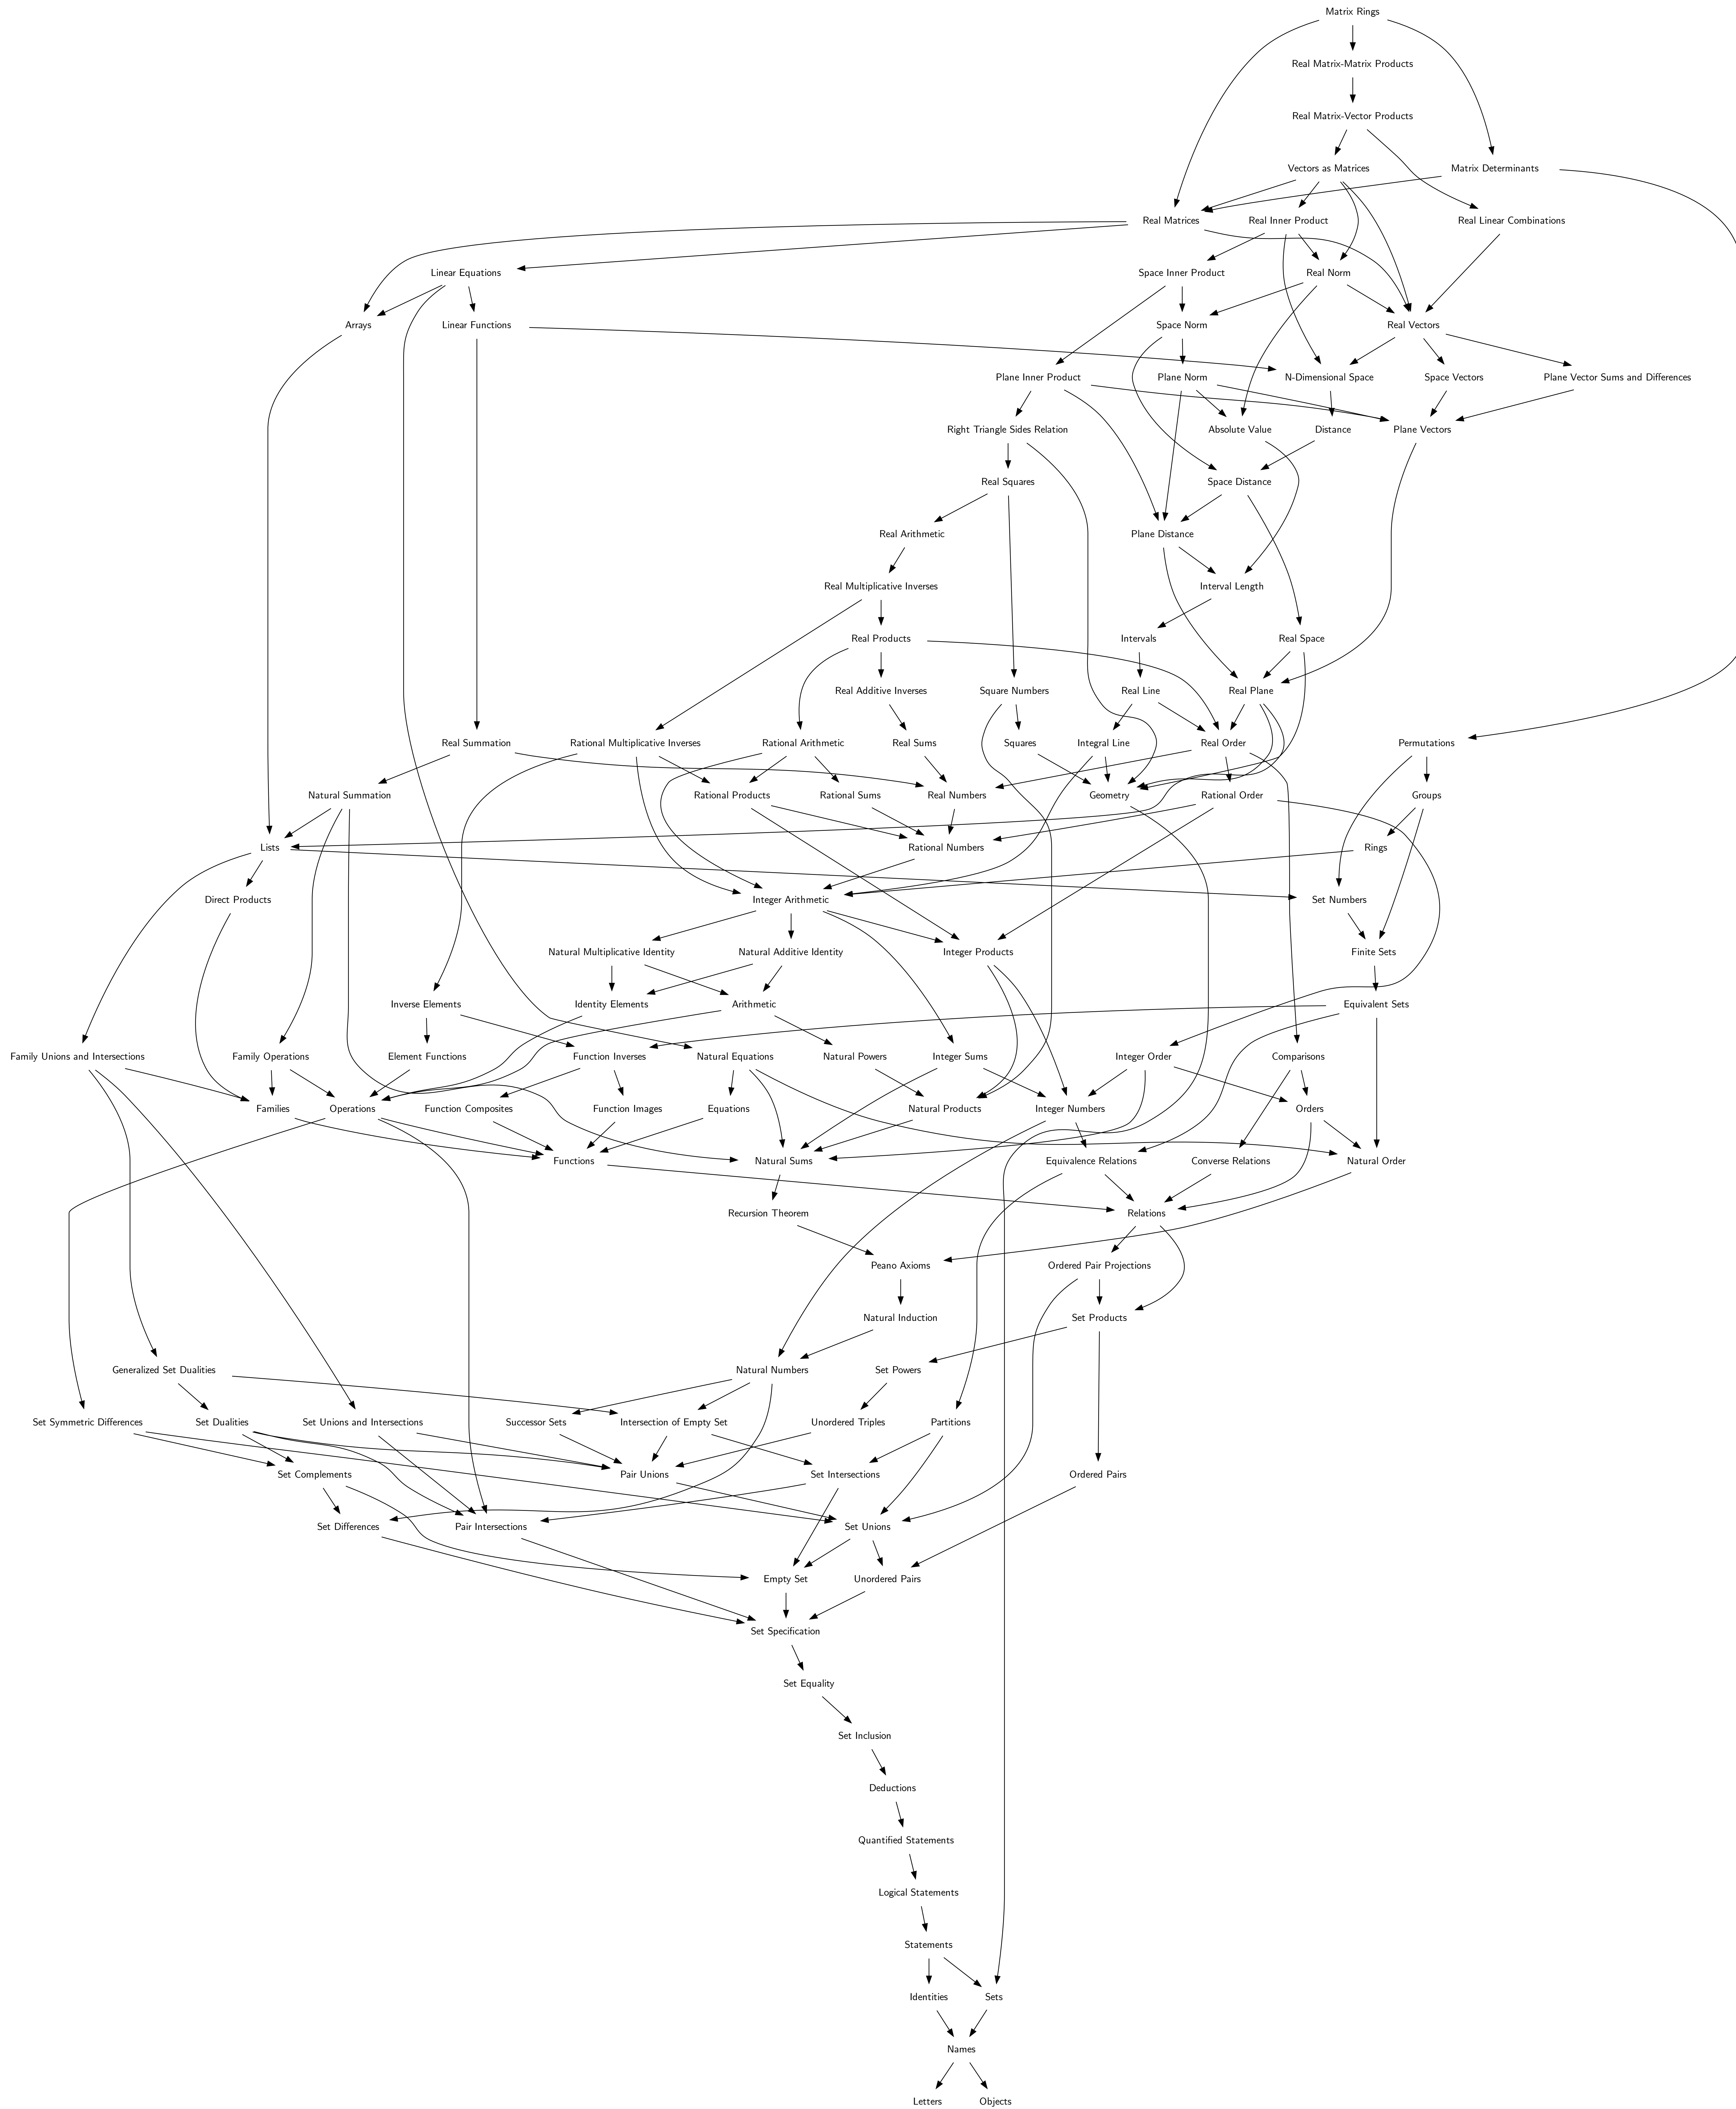 Matrix Rings
Real Matrix-Matrix Products
Real Matrix-Vector Products
Vectors as Matrices
Matrix Determinants
Real Matrices
Real Inner Product
Real Linear Combinations
Linear Equations
Space Inner Product
Real Norm
Arrays
Linear Functions
Space Norm
Real Vectors
Plane Inner Product
Plane Norm
N-Dimensional Space
Space Vectors
Plane Vector Sums and Differences
Right Triangle Sides Relation
Absolute Value
Distance
Plane Vectors
Real Squares
Space Distance
Real Arithmetic
Plane Distance
Real Multiplicative Inverses
Interval Length
Real Products
Intervals
Real Space
Real Additive Inverses
Square Numbers
Real Line
Real Plane
Real Summation
Rational Multiplicative Inverses
Rational Arithmetic
Real Sums
Squares
Integral Line
Real Order
Permutations
Natural Summation
Rational Products
Rational Sums
Real Numbers
Geometry
Rational Order
Groups
Lists
Rational Numbers
Rings
Direct Products
Integer Arithmetic
Set Numbers
Natural Multiplicative Identity
Natural Additive Identity
Integer Products
Finite Sets
Inverse Elements
Identity Elements
Arithmetic
Equivalent Sets
Family Unions and Intersections
Family Operations
Element Functions
Function Inverses
Natural Equations
Natural Powers
Integer Sums
Integer Order
Comparisons
Families
Operations
Function Composites
Function Images
Equations
Natural Products
Integer Numbers
Orders
Functions
Natural Sums
Equivalence Relations
Converse Relations
Natural Order
Recursion Theorem
Relations
Peano Axioms
Ordered Pair Projections
Natural Induction
Set Products
Generalized Set Dualities
Natural Numbers
Set Powers
Set Symmetric Differences
Set Dualities
Set Unions and Intersections
Successor Sets
Intersection of Empty Set
Unordered Triples
Partitions
Set Complements
Pair Unions
Set Intersections
Ordered Pairs
Set Differences
Pair Intersections
Set Unions
Empty Set
Unordered Pairs
Set Specification
Set Equality
Set Inclusion
Deductions
Quantified Statements
Logical Statements
Statements
Identities
Sets
Names
Letters
Objects